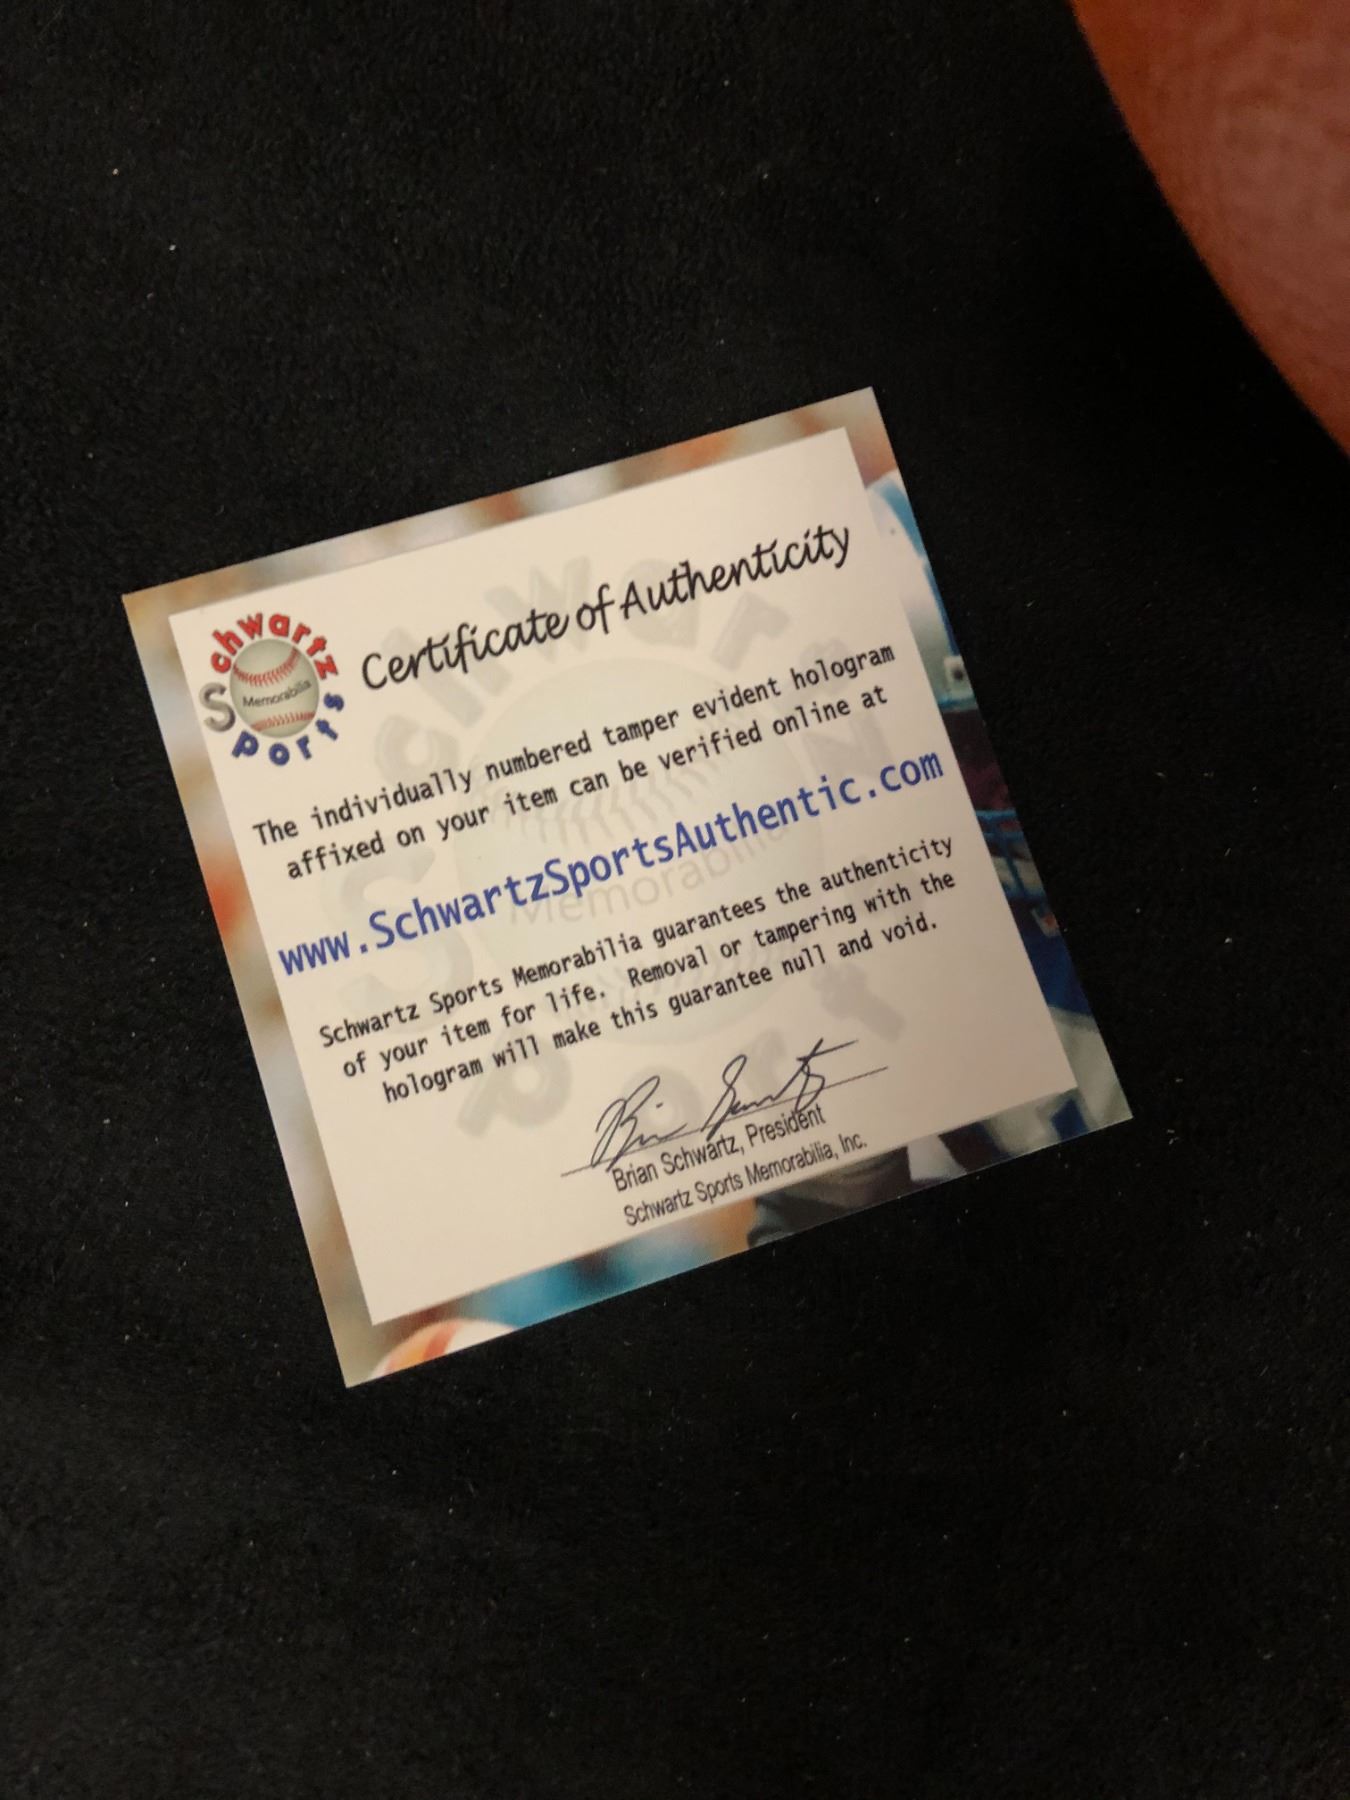 Schwartz
Sports
Memorabilia
Certificate of Authenticity
The individually numbered tamper evident hologram
affixed on your item can be verified online at
www.SchwartzSportsAuthentic.com
Schwartz Sports Memorabilia guarantees the authenticity
of your item for life. Removal or tampering with the
hologram will make this guarantee null and void.
Brian Schwartz
Brian Schwartz, President
Schwartz Sports Memorabilia, Inc.